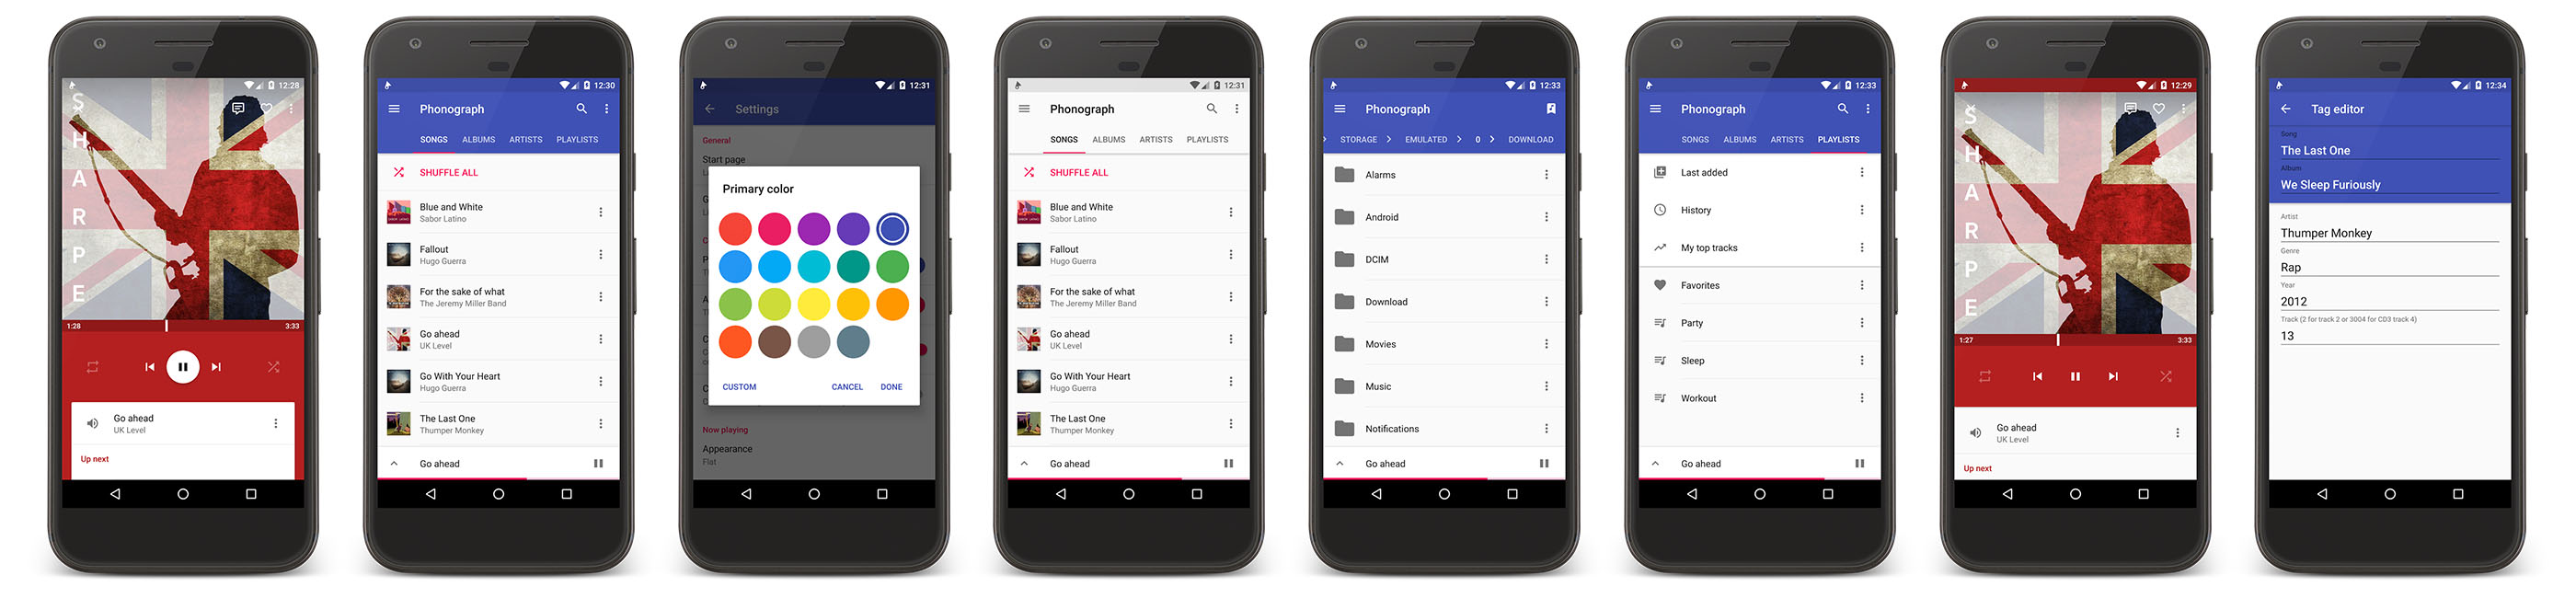 12:28
SHARPE
1:28 3:33
Go ahead
UK Level
Up next
12:30
Phonograph
SONGS ALBUMS ARTISTS PLAYLISTS
SHUFFLE ALL
Blue and White
Sabor Latino
Fallout
Hugo Guerra
For the sake of what
The Jeremy Miller Band
Go ahead
UK Level
Go With Your Heart
Hugo Guerra
The Last One
Thumper Monkey
Go ahead
12:31
Settings
General
Start page
Primary color
CUSTOM CANCEL DONE
Now playing
Appearance
Flat
12:31
Phonograph
SONGS ALBUMS ARTISTS PLAYLISTS
SHUFFLE ALL
Blue and White
Sabor Latino
Fallout
Hugo Guerra
For the sake of what
The Jeremy Miller Band
Go ahead
UK Level
Go With Your Heart
Hugo Guerra
The Last One
Thumper Monkey
Go ahead
12:33
Phonograph
STORAGE EMULATED 0 DOWNLOAD
Alarms
Android
DCIM
Download
Movies
Music
Notifications
Go ahead
12:33
Phonograph
SONGS ALBUMS ARTISTS PLAYLISTS
Last added
History
My top tracks
Favorites
Party
Sleep
Workout
Go ahead
12:29
SHARPE
1:27 3:33
Go ahead
UK Level
Up next
12:34
Tag editor
Song
The Last One
Album
We Sleep Furiously
Artist
Thumper Monkey
Genre
Rap
Year
2012
Track (2 for track 2 or 3004 for CD3 track 4)
13